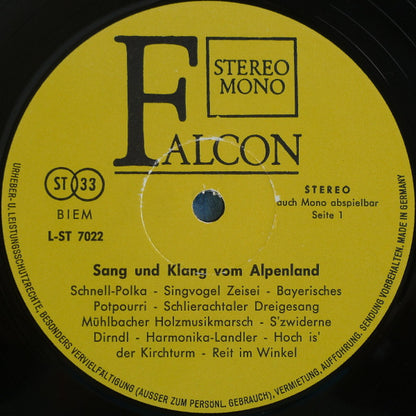 FALCON
STEREO
MONO
ST 33
BIEM
L-ST 7022
STEREO
auch Mono abspielbar
Seite 1
Sang und Klang vom Alpenland
Schnell-Polka - Singvogel Zeisei - Bayerisches
Potpourri - Schlierachtaler Dreigesang
Mühlbacher Holzmusikmarsch - S'zwiderne
Dirndl - Harmonika-Landler - Hoch is'
der Kirchturm - Reit im Winkel
URHEBER- U. LEISTUNGSSCHUTZRECHTE, BESONDERS VERVIELFÄLTIGUNG (AUSSER ZUM PERSÖNL. GEBRAUCH), VERMIETUNG, AUFFÜHRUNG, SENDUNG VORBEHALTEN. MADE IN GERMANY